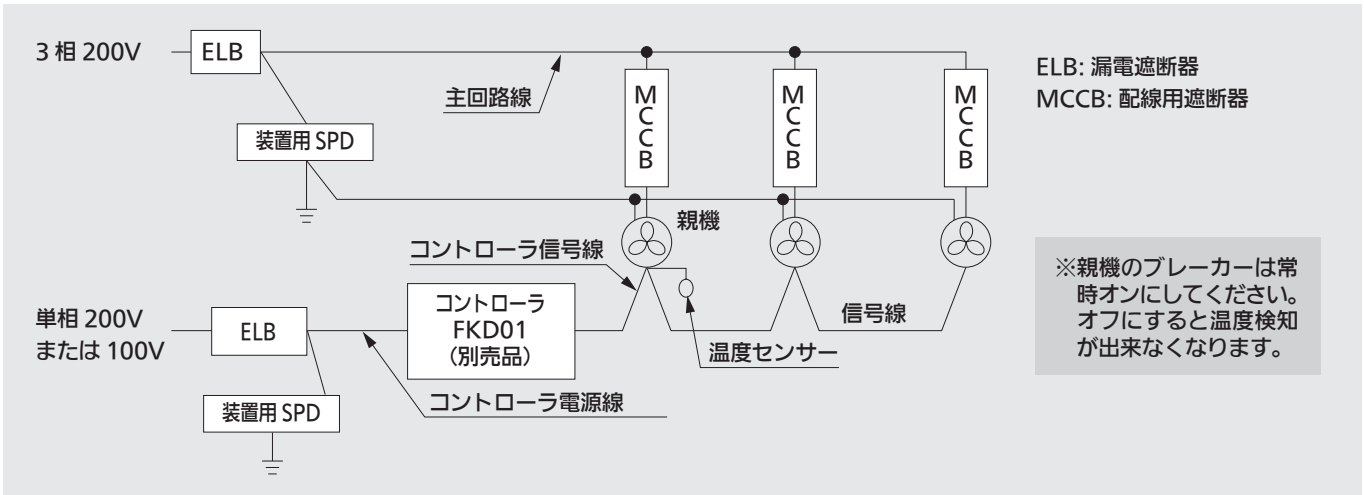 3相 200V
ELB
主回路線
装置用 SPD
MCCB
MCCB
MCCB
ELB: 漏電遮断器
MCCB: 配線用遮断器
親機
コントローラ信号線
単相 200V
または 100V
ELB
コントローラ
FKD01
(別売品)
信号線
温度センサー
コントローラ電源線
装置用 SPD
※親機のブレーカーは常
時オンにしてください。
オフにすると温度検知
が出来なくなります。